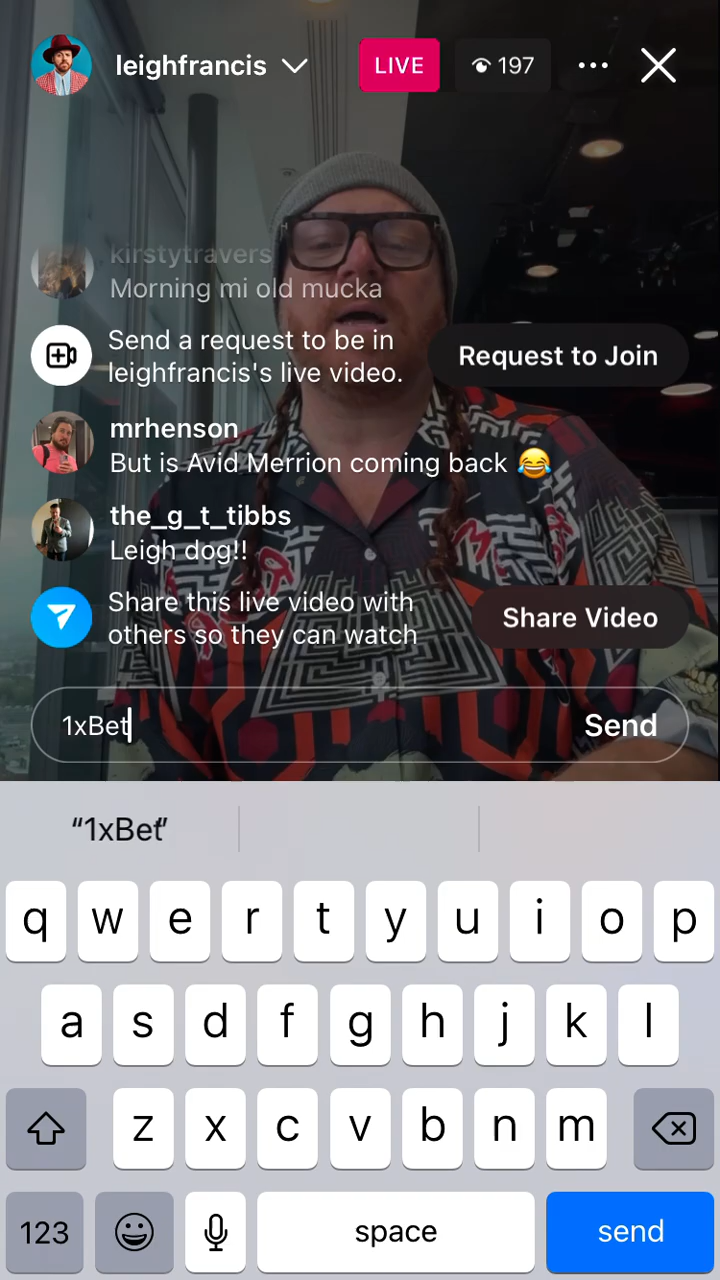 leighfrancis
LIVE
197
kirstytravers
Morning mi old mucka
Send a request to be in
leighfrancis's live video.
Request to Join
mrhenson
But is Avid Merrion coming back 😂
the_g_t_tibbs
Leigh dog!!
Share this live video with
others so they can watch
Share Video
1xBet
Send
“1xBet”
q w e r t y u i o p
a s d f g h j k l
z x c v b n m
123
space
send